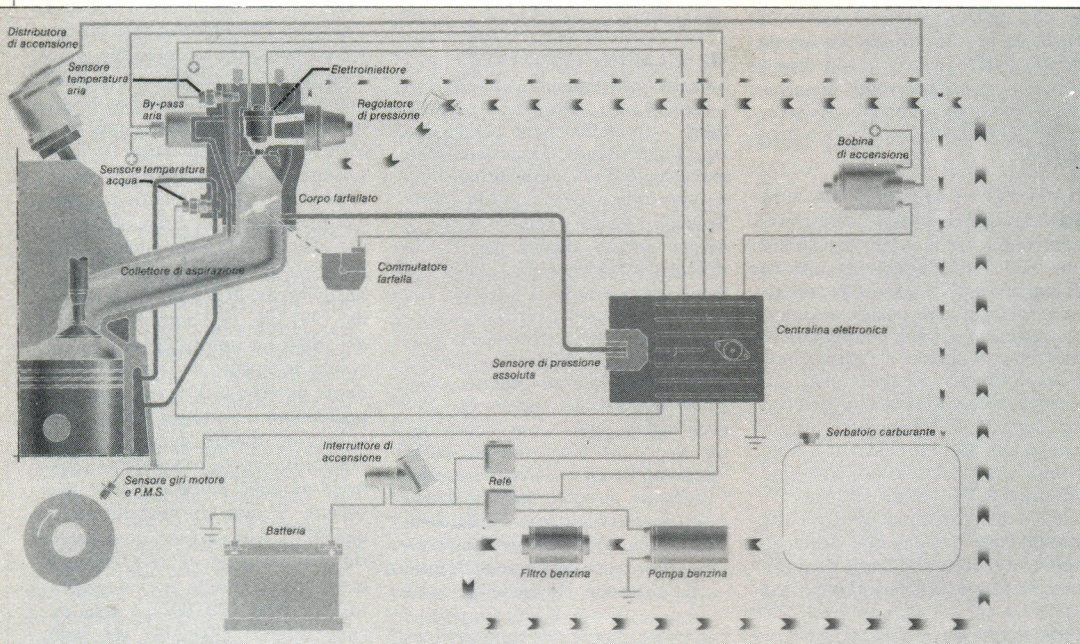 Distributora
di accensione
Sensore
temperatura
aria
Elettroiniettore
By-pass
aria
Regolatore
di pressione
Bobina
di accensione
Sensore temperatura
acqua
Corpo farfallato
Collettore di aspirazione
Commutatore
farfalla
Centralina elettronica
Sensore di pressione
assoluta
Serbatoio carburante
Interruttore di
accensione
Relé
Sensore giri motore
e P.M.S.
Batteria
Filtro benzina
Pompa benzina